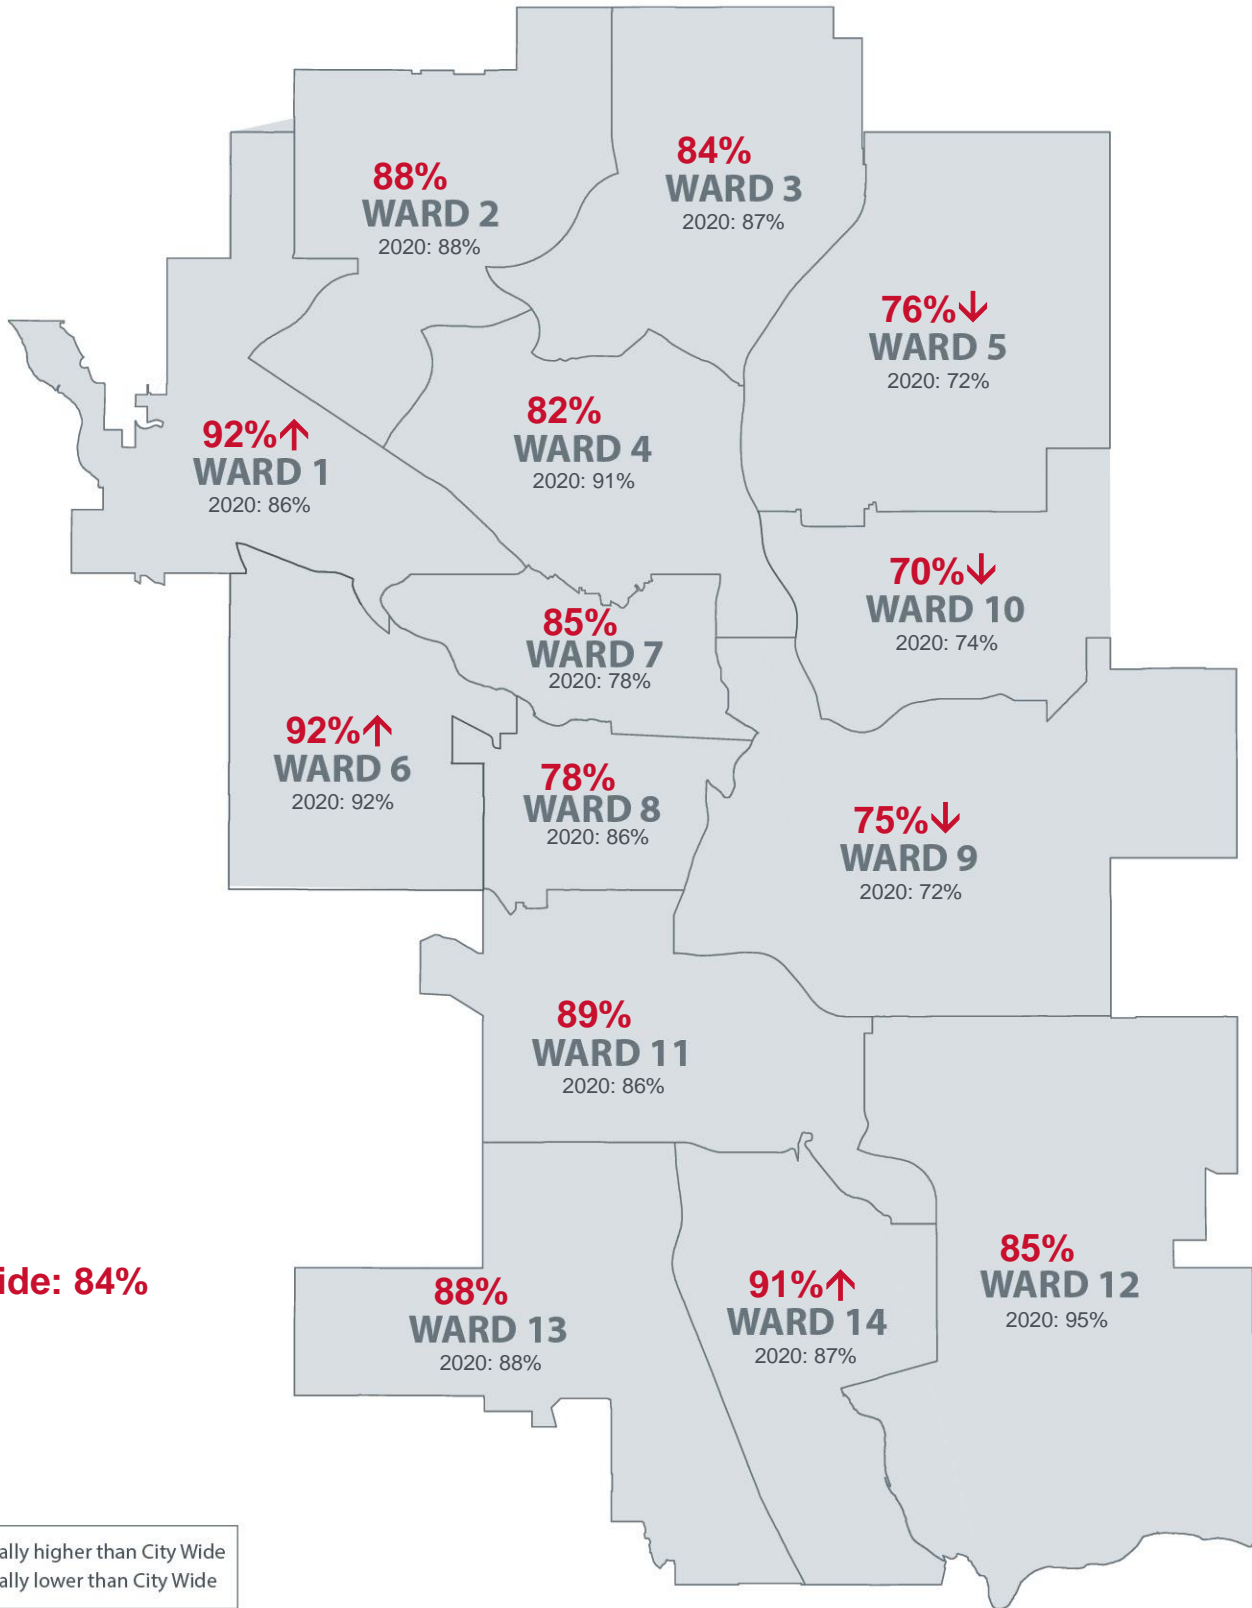 84%
WARD 3
2020: 87%
88%
WARD 2
2020: 88%
76%↓
WARD 5
2020: 72%
82%
WARD 4
2020: 91%
92%↑
WARD 1
2020: 86%
70%↓
WARD 10
2020: 74%
85%
WARD 7
2020: 78%
92%↑
WARD 6
2020: 92%
78%
WARD 8
2020: 86%
75%↓
WARD 9
2020: 72%
89%
WARD 11
2020: 86%
85%
WARD 12
2020: 95%
ide: 84%
88%
WARD 13
2020: 88%
91%↑
WARD 14
2020: 87%
ally higher than City Wide
ally lower than City Wide